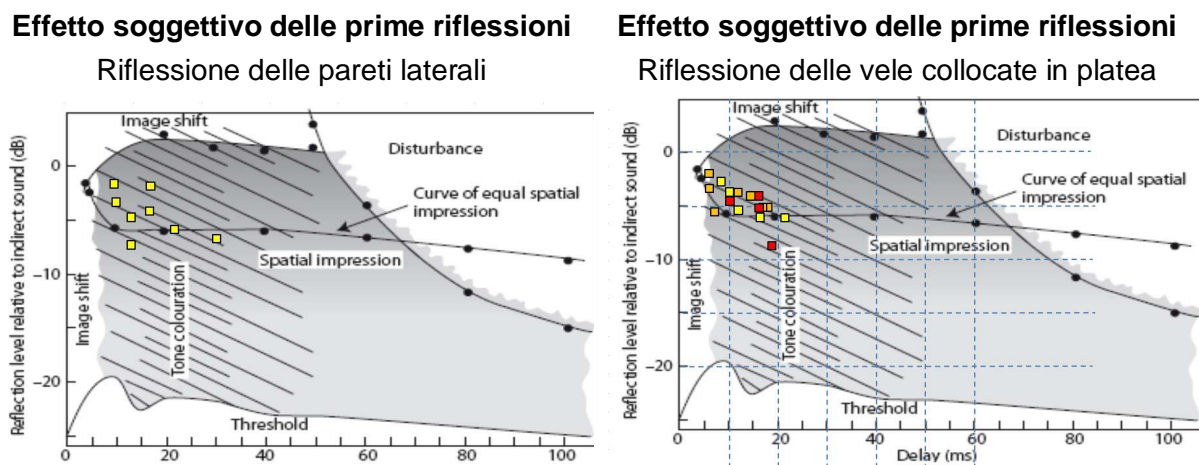 Effetto soggettivo delle prime riflessioni
Riflessione delle pareti laterali
Reflection level relative to indirect sound (dB)
0
−10
−20
Image shift
Disturbance
Curve of equal spatial
impression
Spatial impression
Image shift
Tone colouration
Threshold
0
20
40
60
80
100
Effetto soggettivo delle prime riflessioni
Riflessione delle vele collocate in platea
Reflection level relative to indirect sound (dB)
0
−10
−20
Image shift
Disturbance
Curve of equal spatial
impression
Spatial impression
Image shift
Tone colouration
Threshold
0
20
40
60
80
100
Delay (ms)